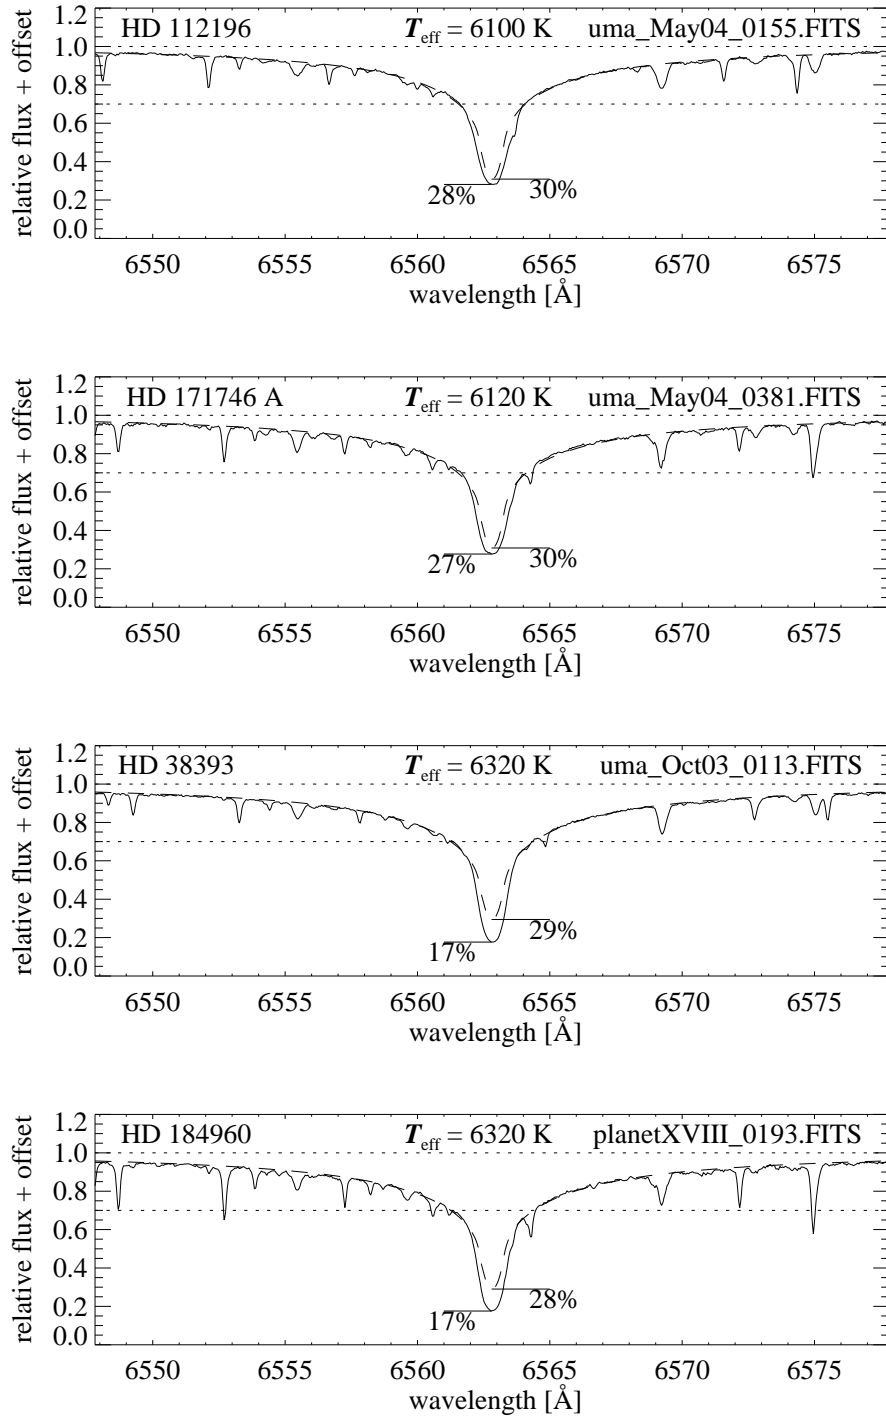 HD 112196 Teff = 6100 K uma_May04_0155.FITS
1.2
1.0
0.8
0.6
0.4
0.2
0.0
relative flux + offset
28% 30%
6550 6555 6560 6565 6570 6575
wavelength [Å]
HD 171746 A Teff = 6120 K uma_May04_0381.FITS
1.2
1.0
0.8
0.6
0.4
0.2
0.0
relative flux + offset
27% 30%
6550 6555 6560 6565 6570 6575
wavelength [Å]
HD 38393 Teff = 6320 K uma_Oct03_0113.FITS
1.2
1.0
0.8
0.6
0.4
0.2
0.0
relative flux + offset
17% 29%
6550 6555 6560 6565 6570 6575
wavelength [Å]
HD 184960 Teff = 6320 K planetXVIII_0193.FITS
1.2
1.0
0.8
0.6
0.4
0.2
0.0
relative flux + offset
17% 28%
6550 6555 6560 6565 6570 6575
wavelength [Å]